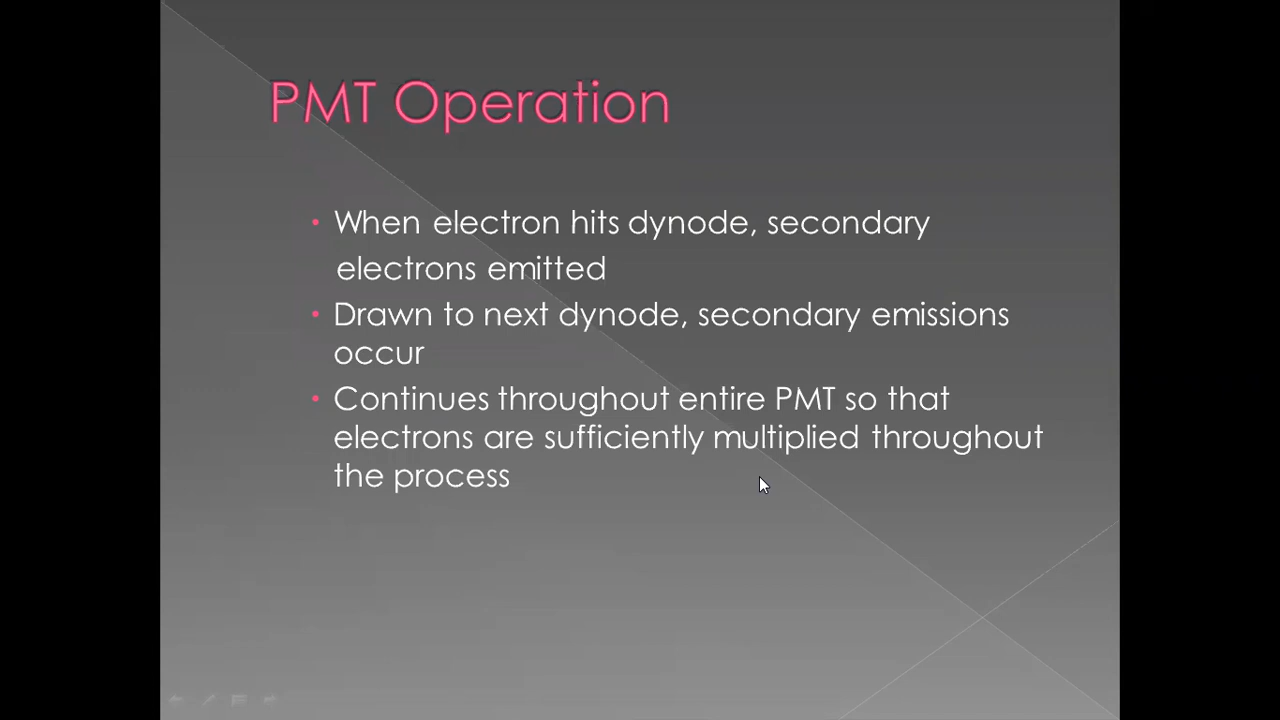 PMT Operation
• When electron hits dynode, secondary
electrons emitted
• Drawn to next dynode, secondary emissions
occur
• Continues throughout entire PMT so that
electrons are sufficiently multiplied throughout
the process